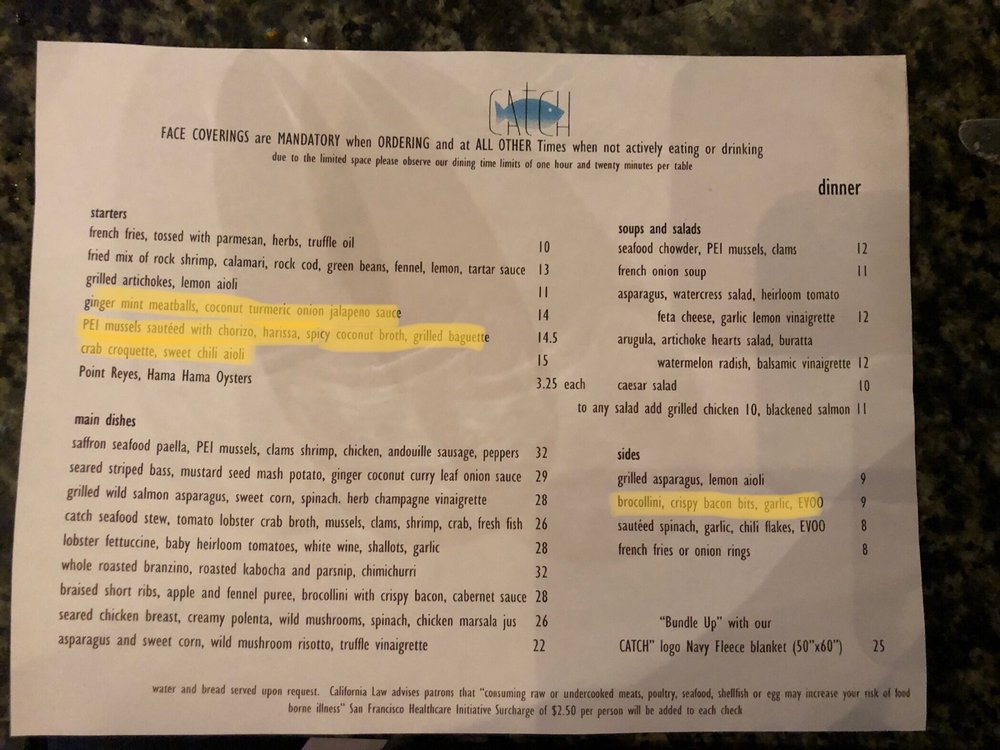 CATCH
FACE COVERINGS are MANDATORY when ORDERING and at ALL OTHER Times when not actively eating or drinking
due to the limited space please observe our dining time limits of one hour and twenty minutes per table
dinner
starters
french fries, tossed with parmesan, herbs, truffle oil 10
fried mix of rock shrimp, calamari, rock cod, green beans, fennel, lemon, tartar sauce 13
grilled artichokes, lemon aioli 11
ginger mint meatballs, coconut turmeric onion jalapeno sauce 14
PEI mussels sautéed with chorizo, harissa, spicy coconut broth, grilled baguette 14.5
crab croquette, sweet chili aioli 15
Point Reyes, Hama Hama Oysters 3.25 each
main dishes
saffron seafood paella, PEI mussels, clams shrimp, chicken, andouille sausage, peppers 32
seared striped bass, mustard seed mash potato, ginger coconut curry leaf onion sauce 29
grilled wild salmon asparagus, sweet corn, spinach. herb champagne vinaigrette 28
catch seafood stew, tomato lobster crab broth, mussels, clams, shrimp, crab, fresh fish 26
lobster fettuccine, baby heirloom tomatoes, white wine, shallots, garlic 28
whole roasted branzino, roasted kabocha and parsnip, chimichurri 32
braised short ribs, apple and fennel puree, brocollini with crispy bacon, cabernet sauce 28
seared chicken breast, creamy polenta, wild mushrooms, spinach, chicken marsala jus 26
asparagus and sweet corn, wild mushroom risotto, truffle vinaigrette 22
soups and salads
seafood chowder, PEI mussels, clams 12
french onion soup 11
asparagus, watercress salad, heirloom tomato
feta cheese, garlic lemon vinaigrette 12
arugula, artichoke hearts salad, buratta
watermelon radish, balsamic vinaigrette 12
caesar salad 10
to any salad add grilled chicken 10, blackened salmon 11
sides
grilled asparagus, lemon aioli 9
brocollini, crispy bacon bits, garlic, EVOO 9
sautéed spinach, garlic, chili flakes, EVOO 8
french fries or onion rings 8
"Bundle Up" with our
CATCH" logo Navy Fleece blanket (50"x60") 25
water and bread served upon request. California Law advises patrons that "consuming raw or undercooked meats, poultry, seafood, shellfish or egg may increase your risk of food
borne illness" San Francisco Healthcare Initiative Surcharge of $2.50 per person will be added to each check